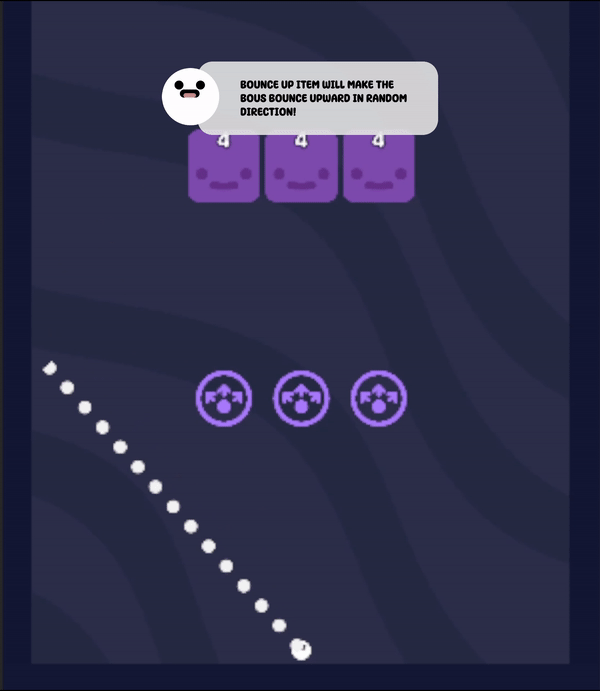 BOUNCE UP ITEM WILL MAKE THE
BOUS BOUNCE UPWARD IN RANDOM
DIRECTION!
4 4 4